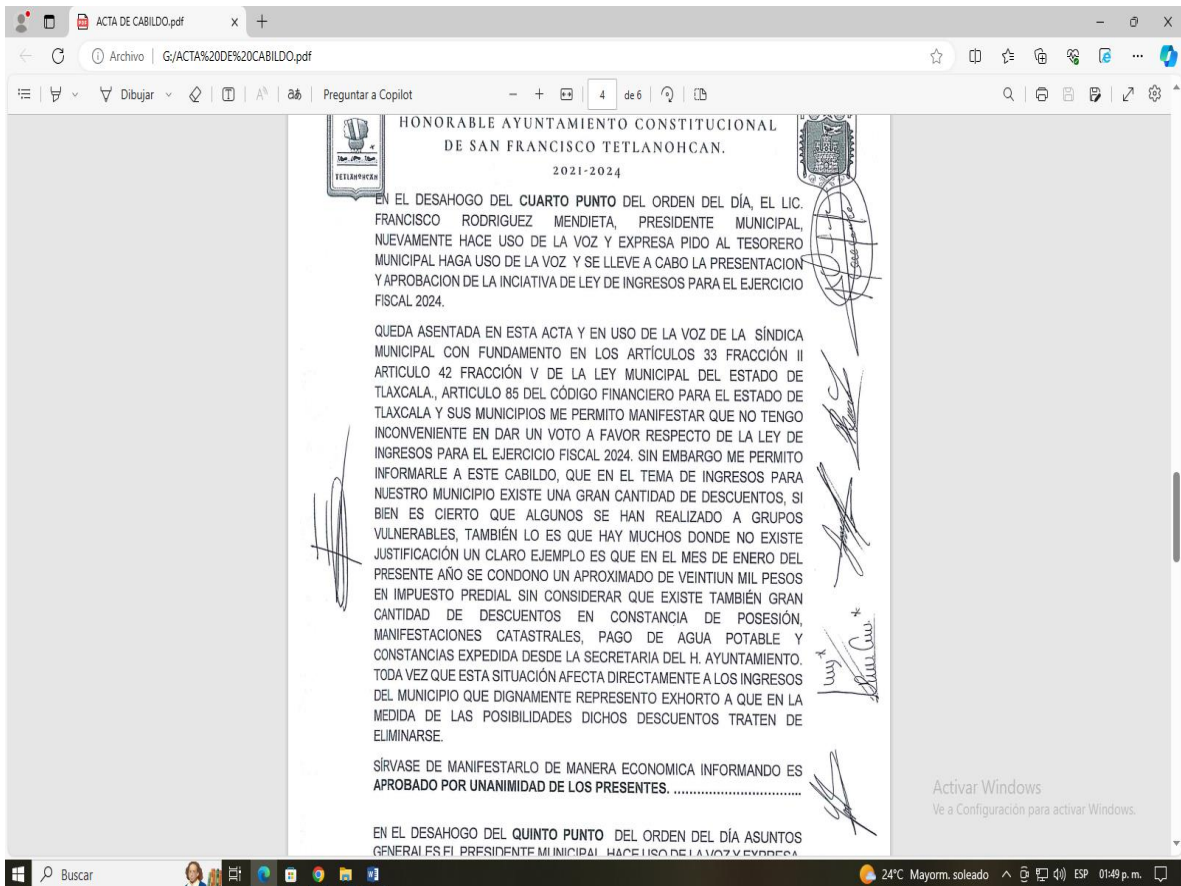 ACTA DE CABILDO.pdf
Archivo
G:/ACTA%20DE%20CABILDO.pdf
Dibujar
aあ
Preguntar a Copilot
4
de 6
HONORABLE AYUNTAMIENTO CONSTITUCIONAL
DE SAN FRANCISCO TETLANOHCAN.
2021-2024
TETLANOHCAN
EN EL DESAHOGO DEL CUARTO PUNTO DEL ORDEN DEL DÍA, EL LIC.
FRANCISCO RODRIGUEZ MENDIETA, PRESIDENTE MUNICIPAL,
NUEVAMENTE HACE USO DE LA VOZ Y EXPRESA PIDO AL TESORERO
MUNICIPAL HAGA USO DE LA VOZ Y SE LLEVE A CABO LA PRESENTACION
Y APROBACION DE LA INCIATIVA DE LEY DE INGRESOS PARA EL EJERCICIO
FISCAL 2024.
QUEDA ASENTADA EN ESTA ACTA Y EN USO DE LA VOZ DE LA SÍNDICA
MUNICIPAL CON FUNDAMENTO EN LOS ARTÍCULOS 33 FRACCIÓN II
ARTICULO 42 FRACCIÓN V DE LA LEY MUNICIPAL DEL ESTADO DE
TLAXCALA., ARTICULO 85 DEL CÓDIGO FINANCIERO PARA EL ESTADO DE
TLAXCALA Y SUS MUNICIPIOS ME PERMITO MANIFESTAR QUE NO TENGO
INCONVENIENTE EN DAR UN VOTO A FAVOR RESPECTO DE LA LEY DE
INGRESOS PARA EL EJERCICIO FISCAL 2024. SIN EMBARGO ME PERMITO
INFORMARLE A ESTE CABILDO, QUE EN EL TEMA DE INGRESOS PARA
NUESTRO MUNICIPIO EXISTE UNA GRAN CANTIDAD DE DESCUENTOS, SI
BIEN ES CIERTO QUE ALGUNOS SE HAN REALIZADO A GRUPOS
VULNERABLES, TAMBIÉN LO ES QUE HAY MUCHOS DONDE NO EXISTE
JUSTIFICACIÓN UN CLARO EJEMPLO ES QUE EN EL MES DE ENERO DEL
PRESENTE AÑO SE CONDONO UN APROXIMADO DE VEINTIUN MIL PESOS
EN IMPUESTO PREDIAL SIN CONSIDERAR QUE EXISTE TAMBIÉN GRAN
CANTIDAD DE DESCUENTOS EN CONSTANCIA DE POSESIÓN,
MANIFESTACIONES CATASTRALES, PAGO DE AGUA POTABLE Y
CONSTANCIAS EXPEDIDA DESDE LA SECRETARIA DEL H. AYUNTAMIENTO.
TODA VEZ QUE ESTA SITUACIÓN AFECTA DIRECTAMENTE A LOS INGRESOS
DEL MUNICIPIO QUE DIGNAMENTE REPRESENTO EXHORTO A QUE EN LA
MEDIDA DE LAS POSIBILIDADES DICHOS DESCUENTOS TRATEN DE
ELIMINARSE.
SÍRVASE DE MANIFESTARLO DE MANERA ECONOMICA INFORMANDO ES
APROBADO POR UNANIMIDAD DE LOS PRESENTES. ................................
EN EL DESAHOGO DEL QUINTO PUNTO DEL ORDEN DEL DÍA ASUNTOS
GENERALES EL PRESIDENTE MUNICIPAL, HACE USO DE LA VOZ Y EXPRESA
Activar Windows
Ve a Configuración para activar Windows.
Buscar
24°C Mayorm. soleado
ESP
01:49 p. m.